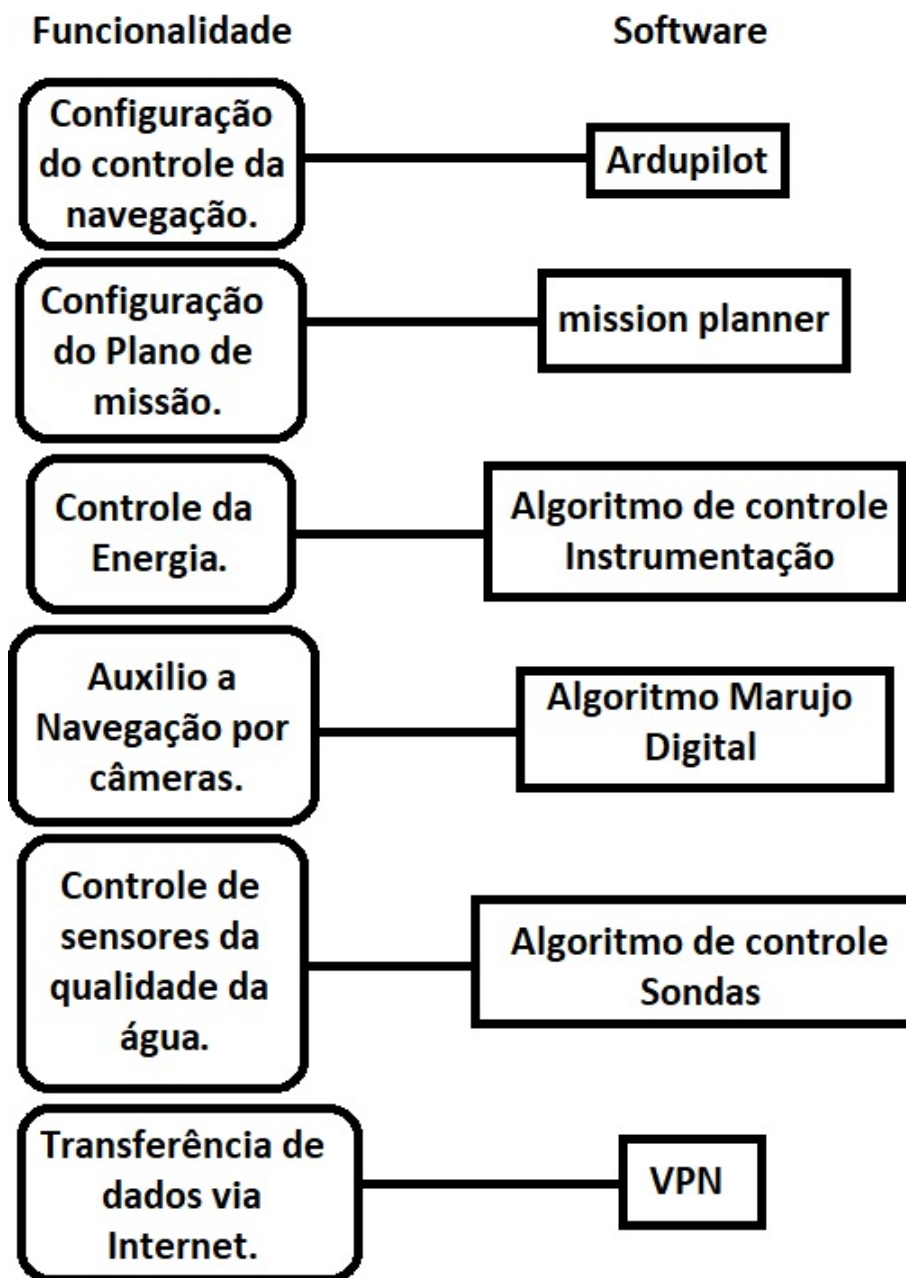 Funcionalidade
Software
Configuração
do controle da
navegação.
Ardupilot
Configuração
do Plano de
missão.
mission planner
Controle da
Energia.
Algoritmo de controle
Instrumentação
Auxilio a
Navegação por
câmeras.
Algoritmo Marujo
Digital
Controle de
sensores da
qualidade da
água.
Algoritmo de controle
Sondas
Transferência de
dados via
Internet.
VPN